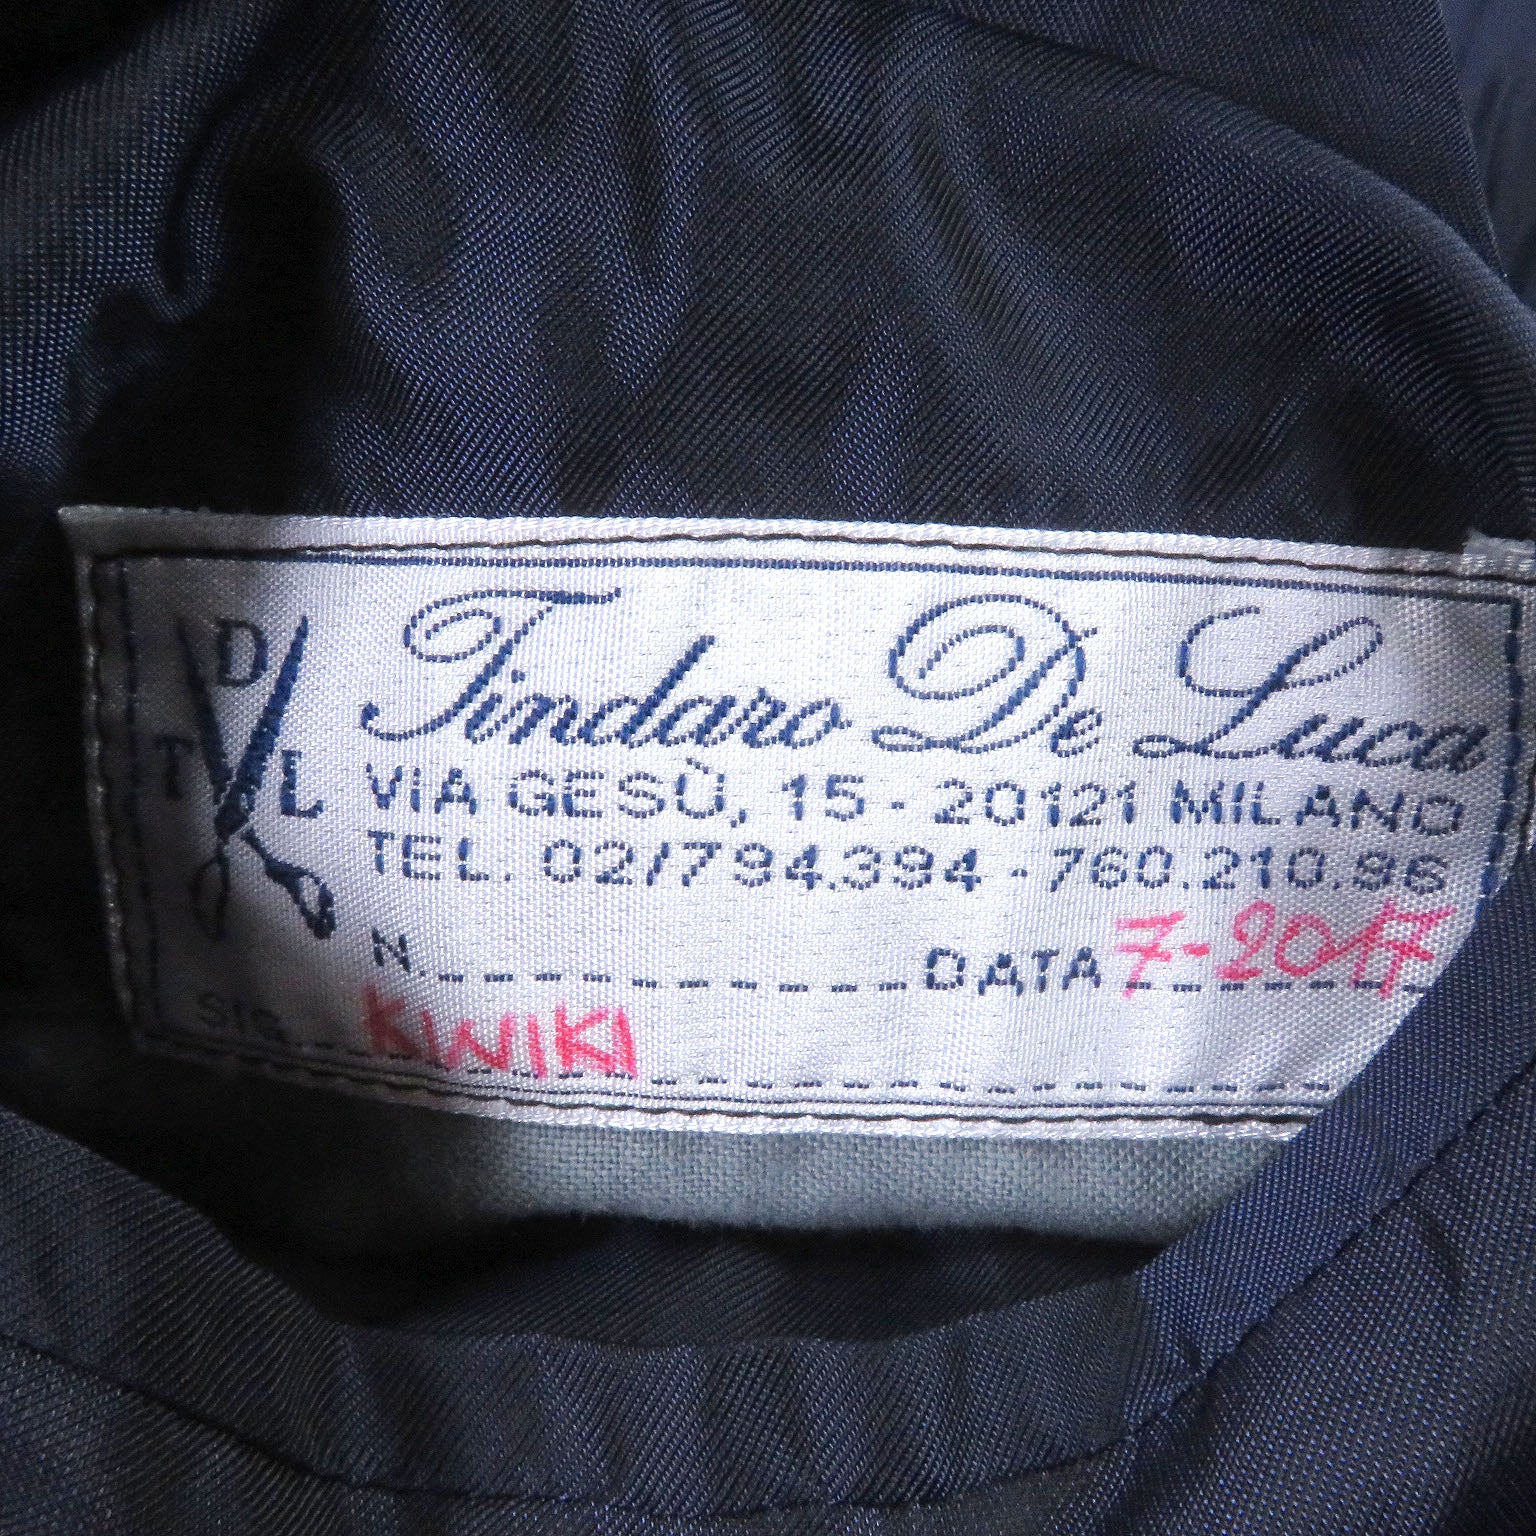 D
T L
Tindaro De Luca
VIA GESÙ, 15 - 20121 MILANO
TEL. 02/794.394 - 760.210.96
N. DATA 7-2017
SIG. KWIKI